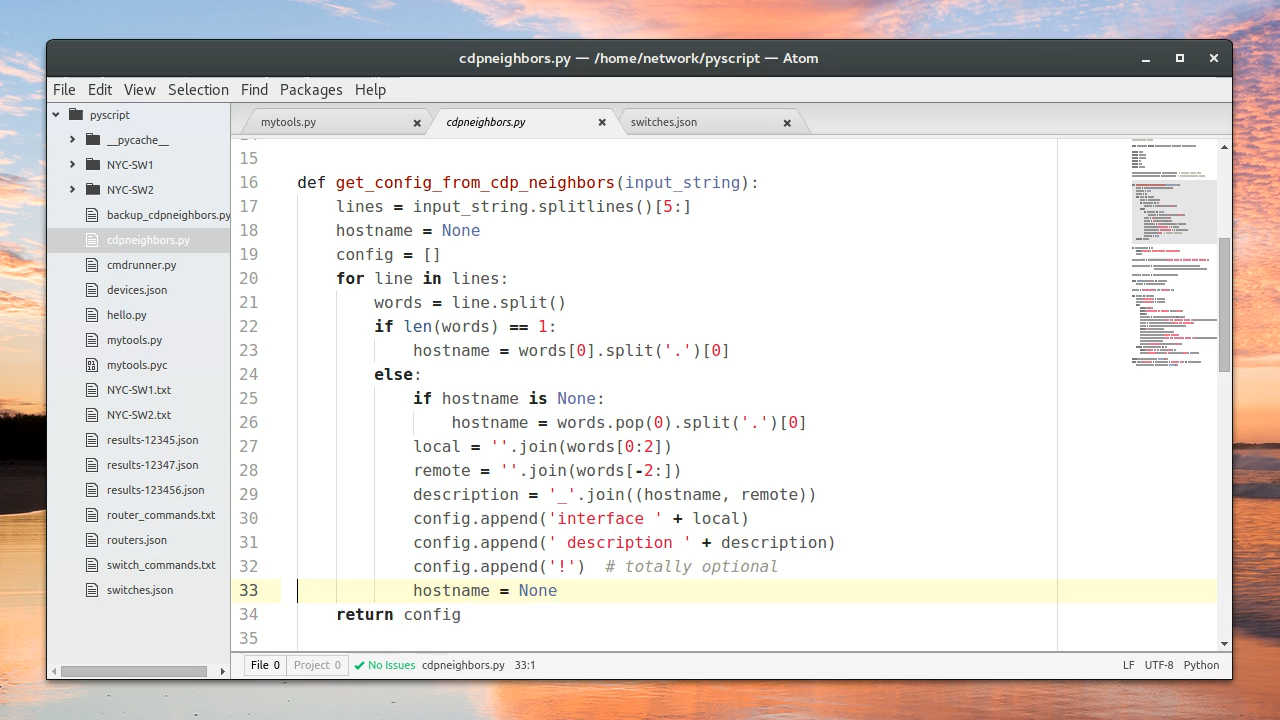 cdpneighbors.py — /home/network/pyscript — Atom
File Edit View Selection Find Packages Help
pyscript
__pycache__
NYC-SW1
NYC-SW2
backup_cdpneighbors.py
cdpneighbors.py
cmdrunner.py
devices.json
hello.py
mytools.py
mytools.pyc
NYC-SW1.txt
NYC-SW2.txt
results-12345.json
results-12347.json
results-123456.json
router_commands.txt
routers.json
switch_commands.txt
switches.json
mytools.py cdpneighbors.py switches.json
15
16 def get_config_from_cdp_neighbors(input_string):
17     lines = input_string.splitlines()[5:]
18     hostname = None
19     config = []
20     for line in lines:
21         words = line.split()
22         if len(words) == 1:
23             hostname = words[0].split('.')[0]
24         else:
25             if hostname is None:
26                 hostname = words.pop(0).split('.')[0]
27             local = ''.join(words[0:2])
28             remote = ''.join(words[-2:])
29             description = '_'.join((hostname, remote))
30             config.append('interface ' + local)
31             config.append(' description ' + description)
32             config.append('!')  # totally optional
33             hostname = None
34     return config
35
File 0 Project 0 No Issues cdpneighbors.py 33:1 LF UTF-8 Python